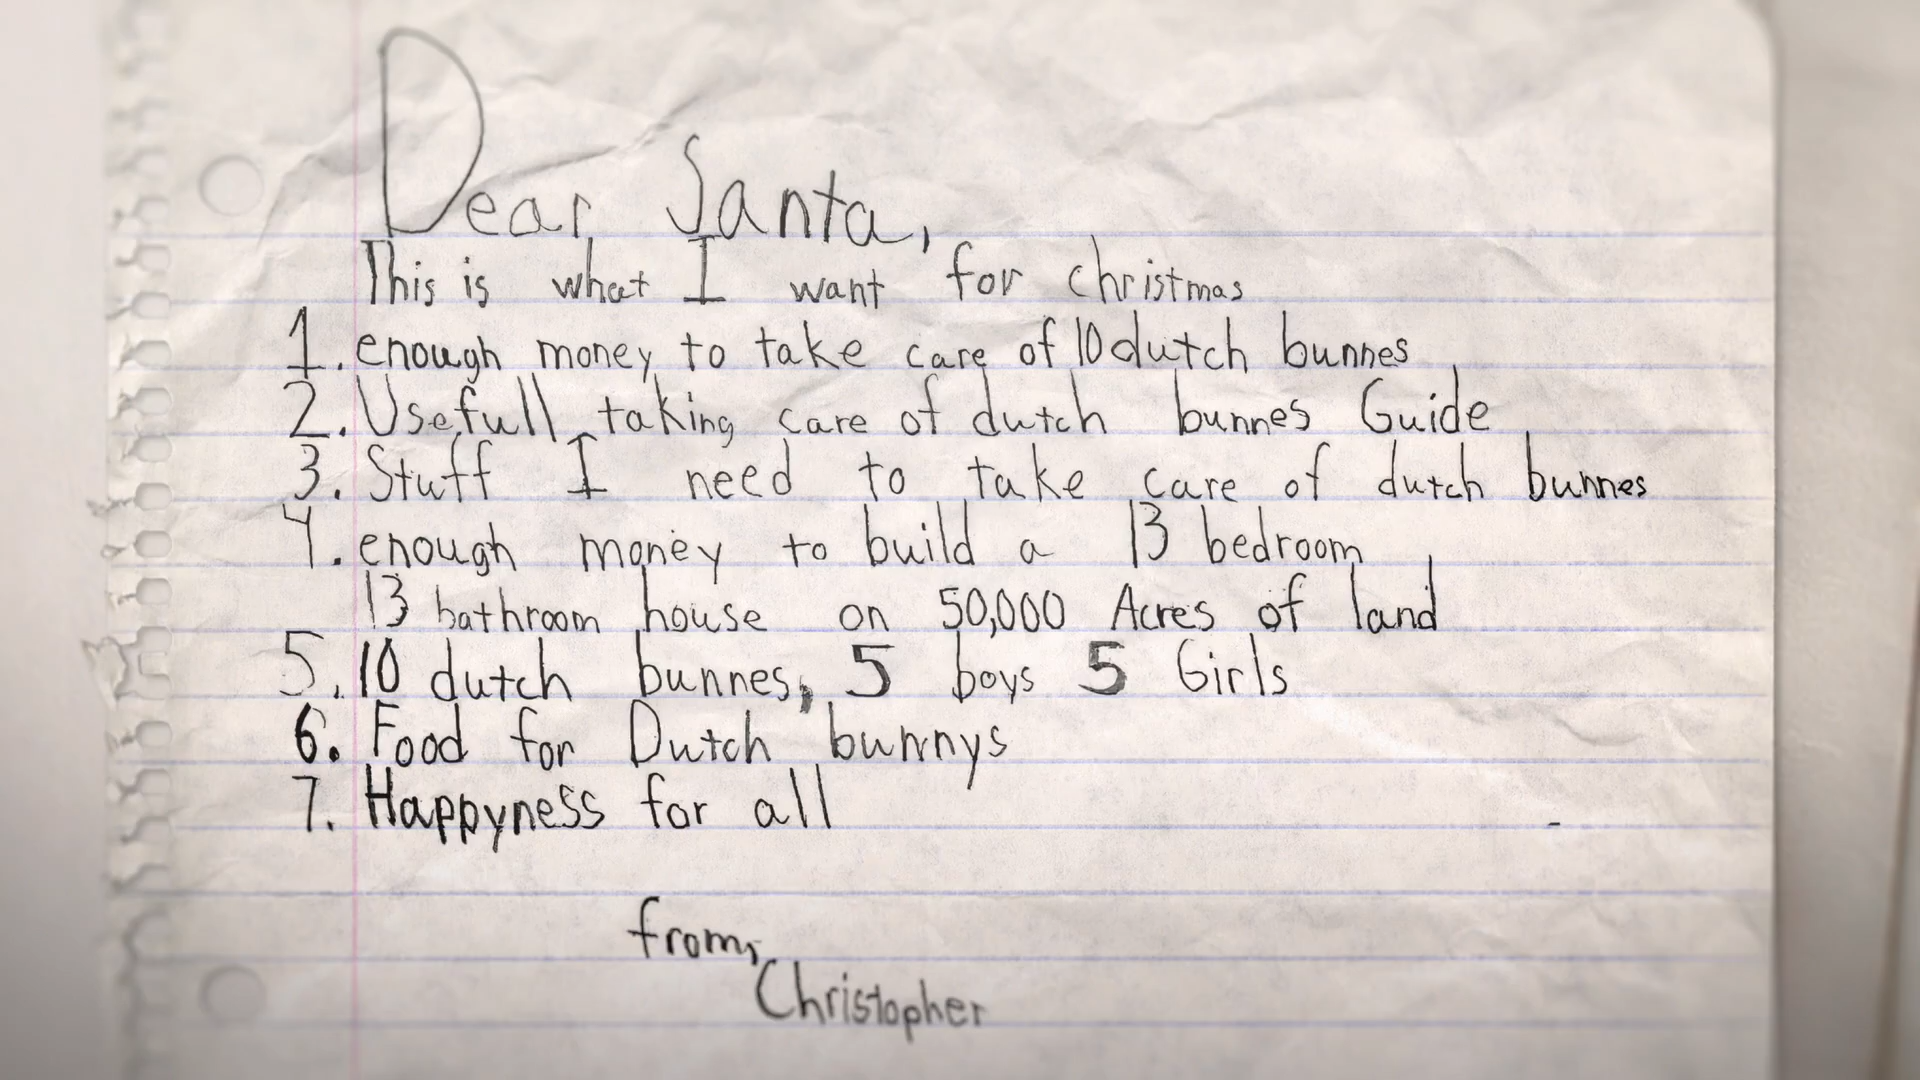 Dear Santa,
This is what I want for christmas
1. enough money to take care of 10 dutch bunnes
2. Usefull taking care of dutch bunnes Guide
3. Stuff I need to take care of dutch bunnes
4. enough money to build a 13 bedroom
13 bathroom house on 50,000 Acres of land
5. 10 dutch bunnes, 5 boys 5 Girls
6. Food for Dutch bunnys
7. Happyness for all
from,
Christopher